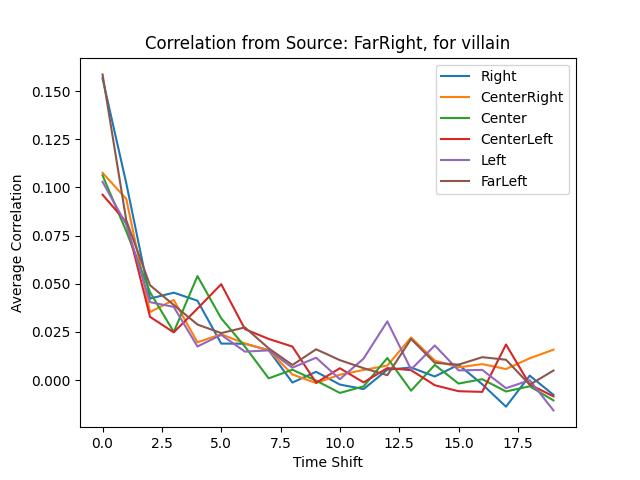 Correlation from Source: FarRight, for villain
Right
CenterRight
Center
CenterLeft
Left
FarLeft
Average Correlation
0.150
0.125
0.100
0.075
0.050
0.025
0.000
0.0 2.5 5.0 7.5 10.0 12.5 15.0 17.5
Time Shift